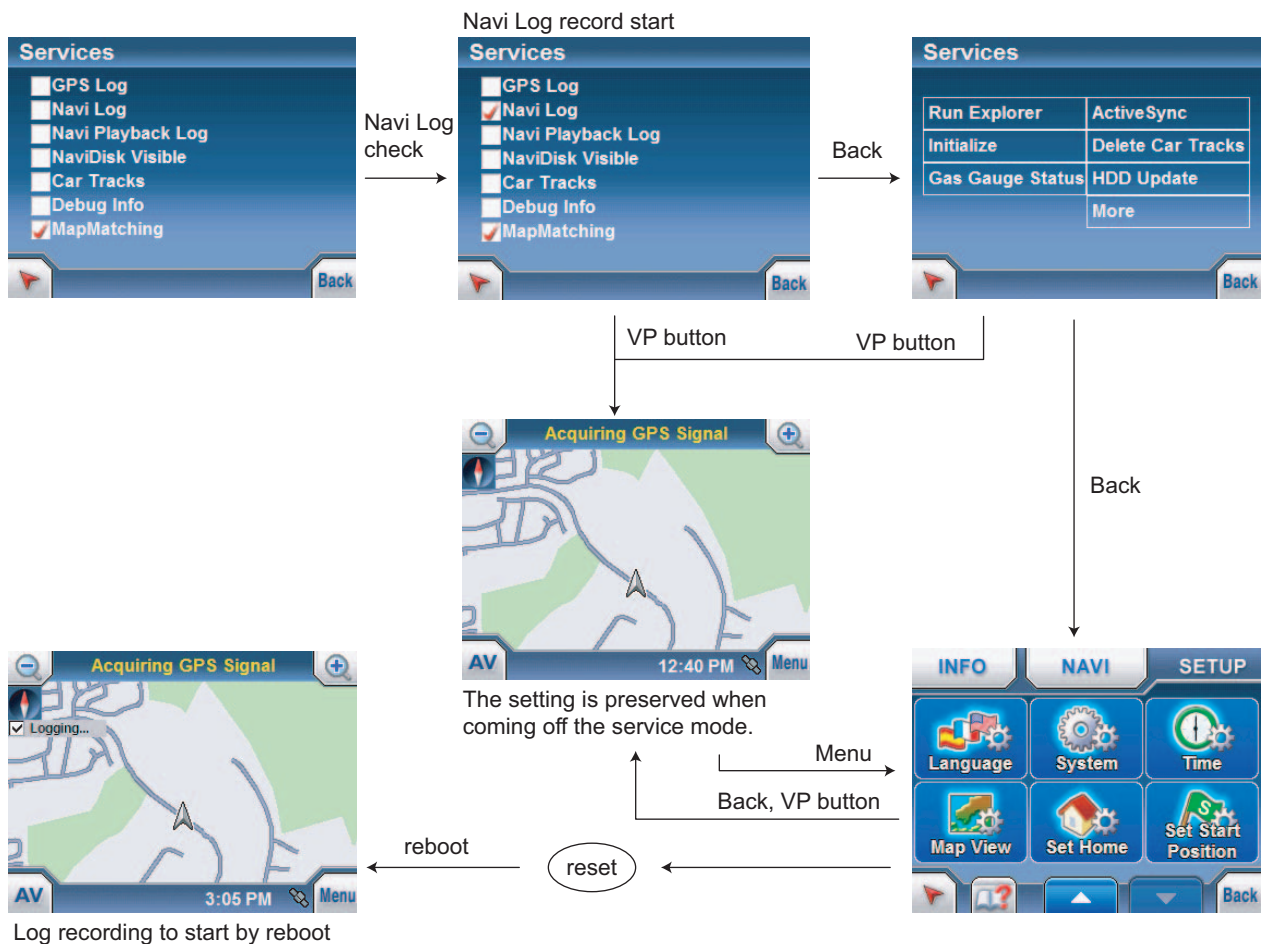 Navi Log record start
Services
GPS Log
Navi Log
Navi Playback Log
NaviDisk Visible
Car Tracks
Debug Info
MapMatching
Back
Navi Log
check
Services
GPS Log
Navi Log
Navi Playback Log
NaviDisk Visible
Car Tracks
Debug Info
MapMatching
Back
Back
Services
Run Explorer
ActiveSync
Initialize
Delete Car Tracks
Gas Gauge Status
HDD Update
More
Back
VP button
VP button
Back
Acquiring GPS Signal
AV
12:40 PM
Menu
The setting is preserved when
coming off the service mode.
Menu
Back, VP button
INFO
NAVI
SETUP
Language
System
Time
Map View
Set Home
S
Set Start
Position
?
Back
reset
reboot
Acquiring GPS Signal
Logging...
AV
3:05 PM
Menu
Log recording to start by reboot